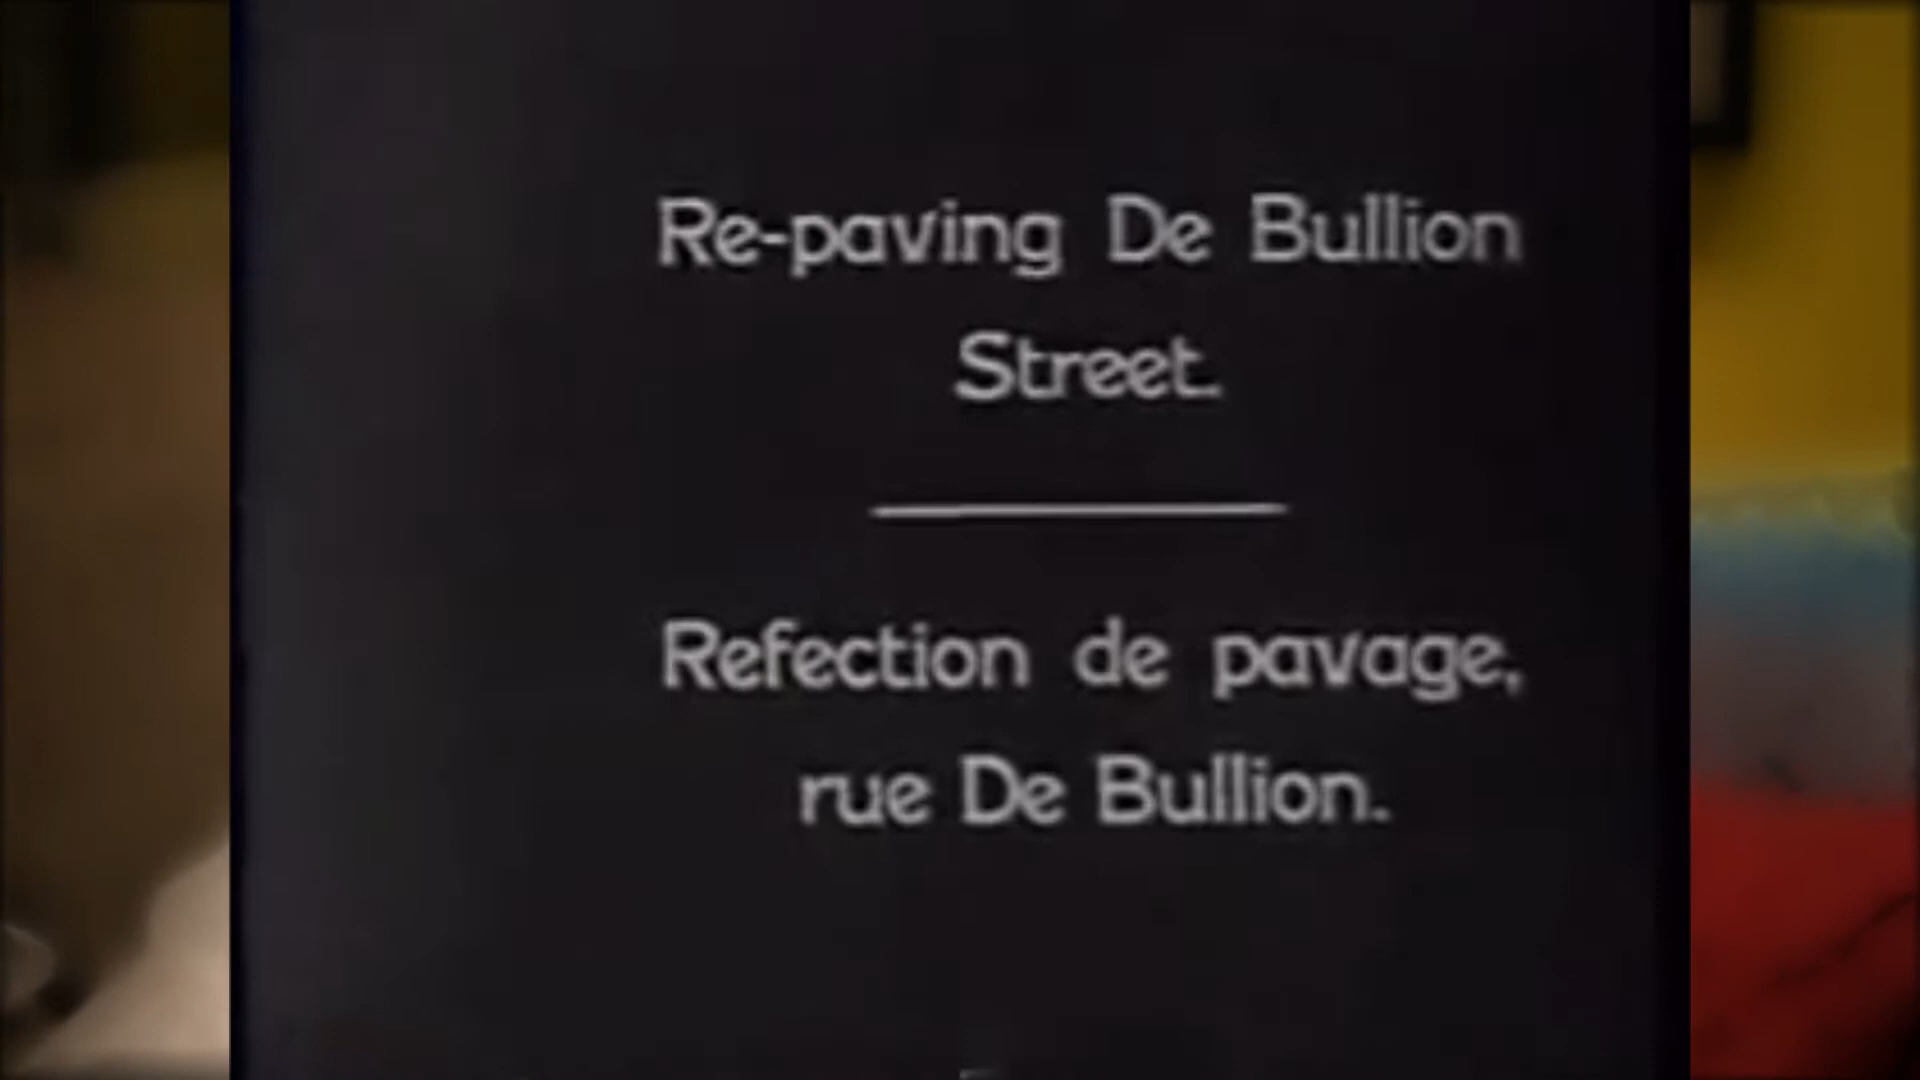 Re-paving De Bullion
Street.
Refection de pavage,
rue De Bullion.